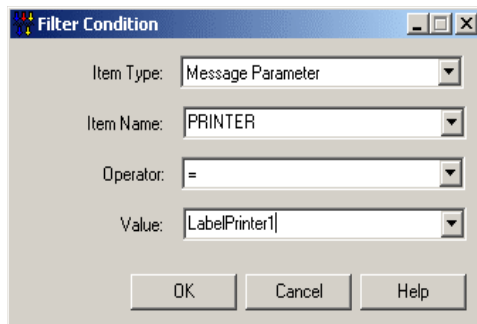 Filter Condition
Item Type: Message Parameter
Item Name: PRINTER
Operator: =
Value: LabelPrinter1
OK Cancel Help